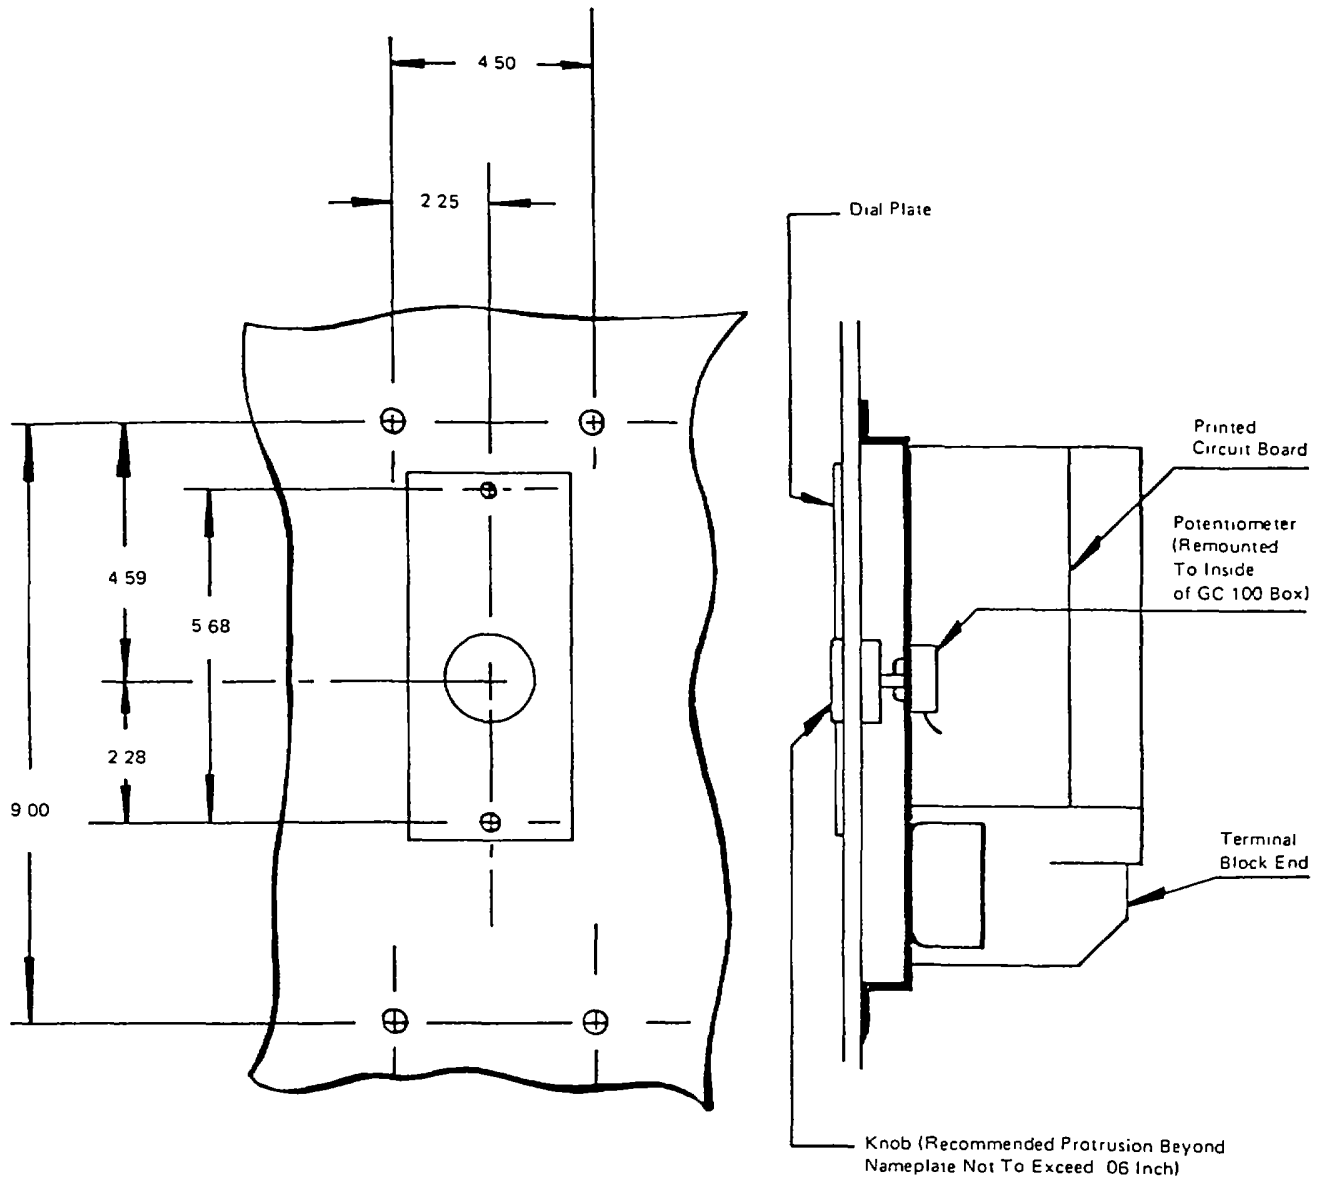 4 50
2 25
Dial Plate
Printed
Circuit Board
Potentiometer
(Remounted
To Inside
of GC 100 Box)
4 59
5 68
2 28
9 00
Terminal
Block End
Knob (Recommended Protrusion Beyond
Nameplate Not To Exceed 06 Inch)